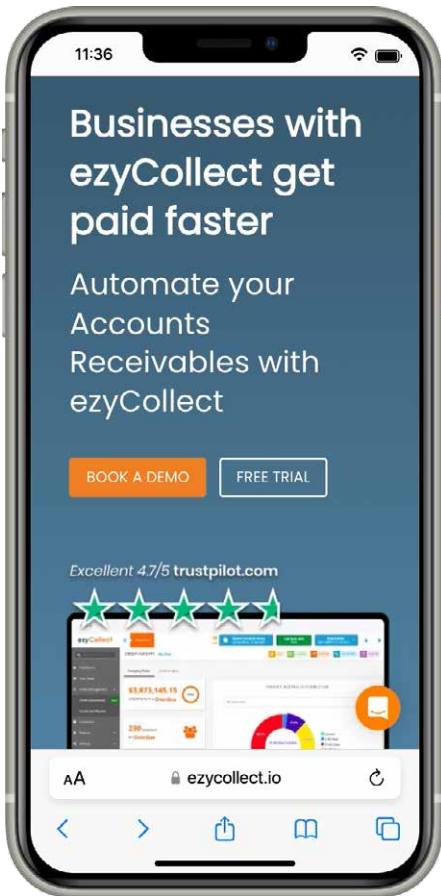 11:36
Businesses with
ezyCollect get
paid faster
Automate your
Accounts
Receivables with
ezyCollect
BOOK A DEMO
FREE TRIAL
Excellent 4.7/5 trustpilot.com
ezyCollect
$3,873,145.15
Overdue
230
Overdue
AA
ezycollect.io